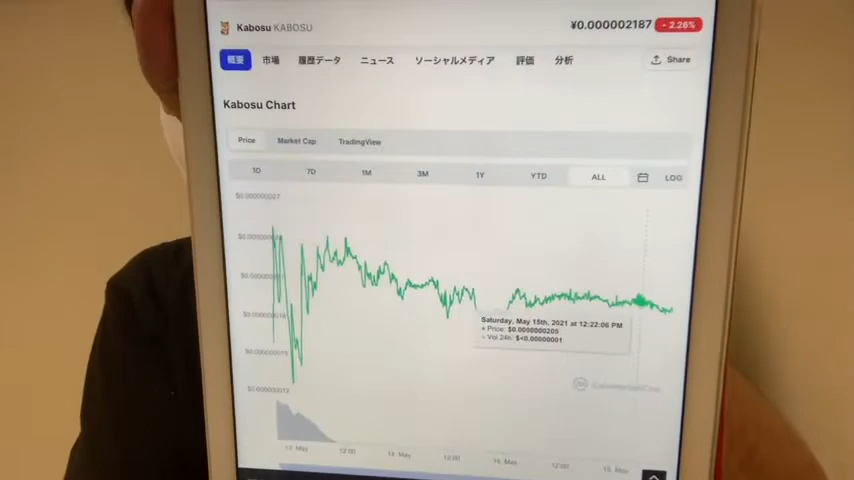 Kabosu KABOSU
¥0.000002187 - 2.26%
概要 市場 履歴データ ニュース ソーシャルメディア 評価 分析 Share
Kabosu Chart
Price Market Cap TradingView
1D 7D 1M 3M 1Y YTD ALL LOG
$0.000000027
Saturday, May 15th, 2021 at 12:22:06 PM
Price: $0.0000000205
Vol 24h: $<0.00000001
12:00 14. May 12:00 12:00